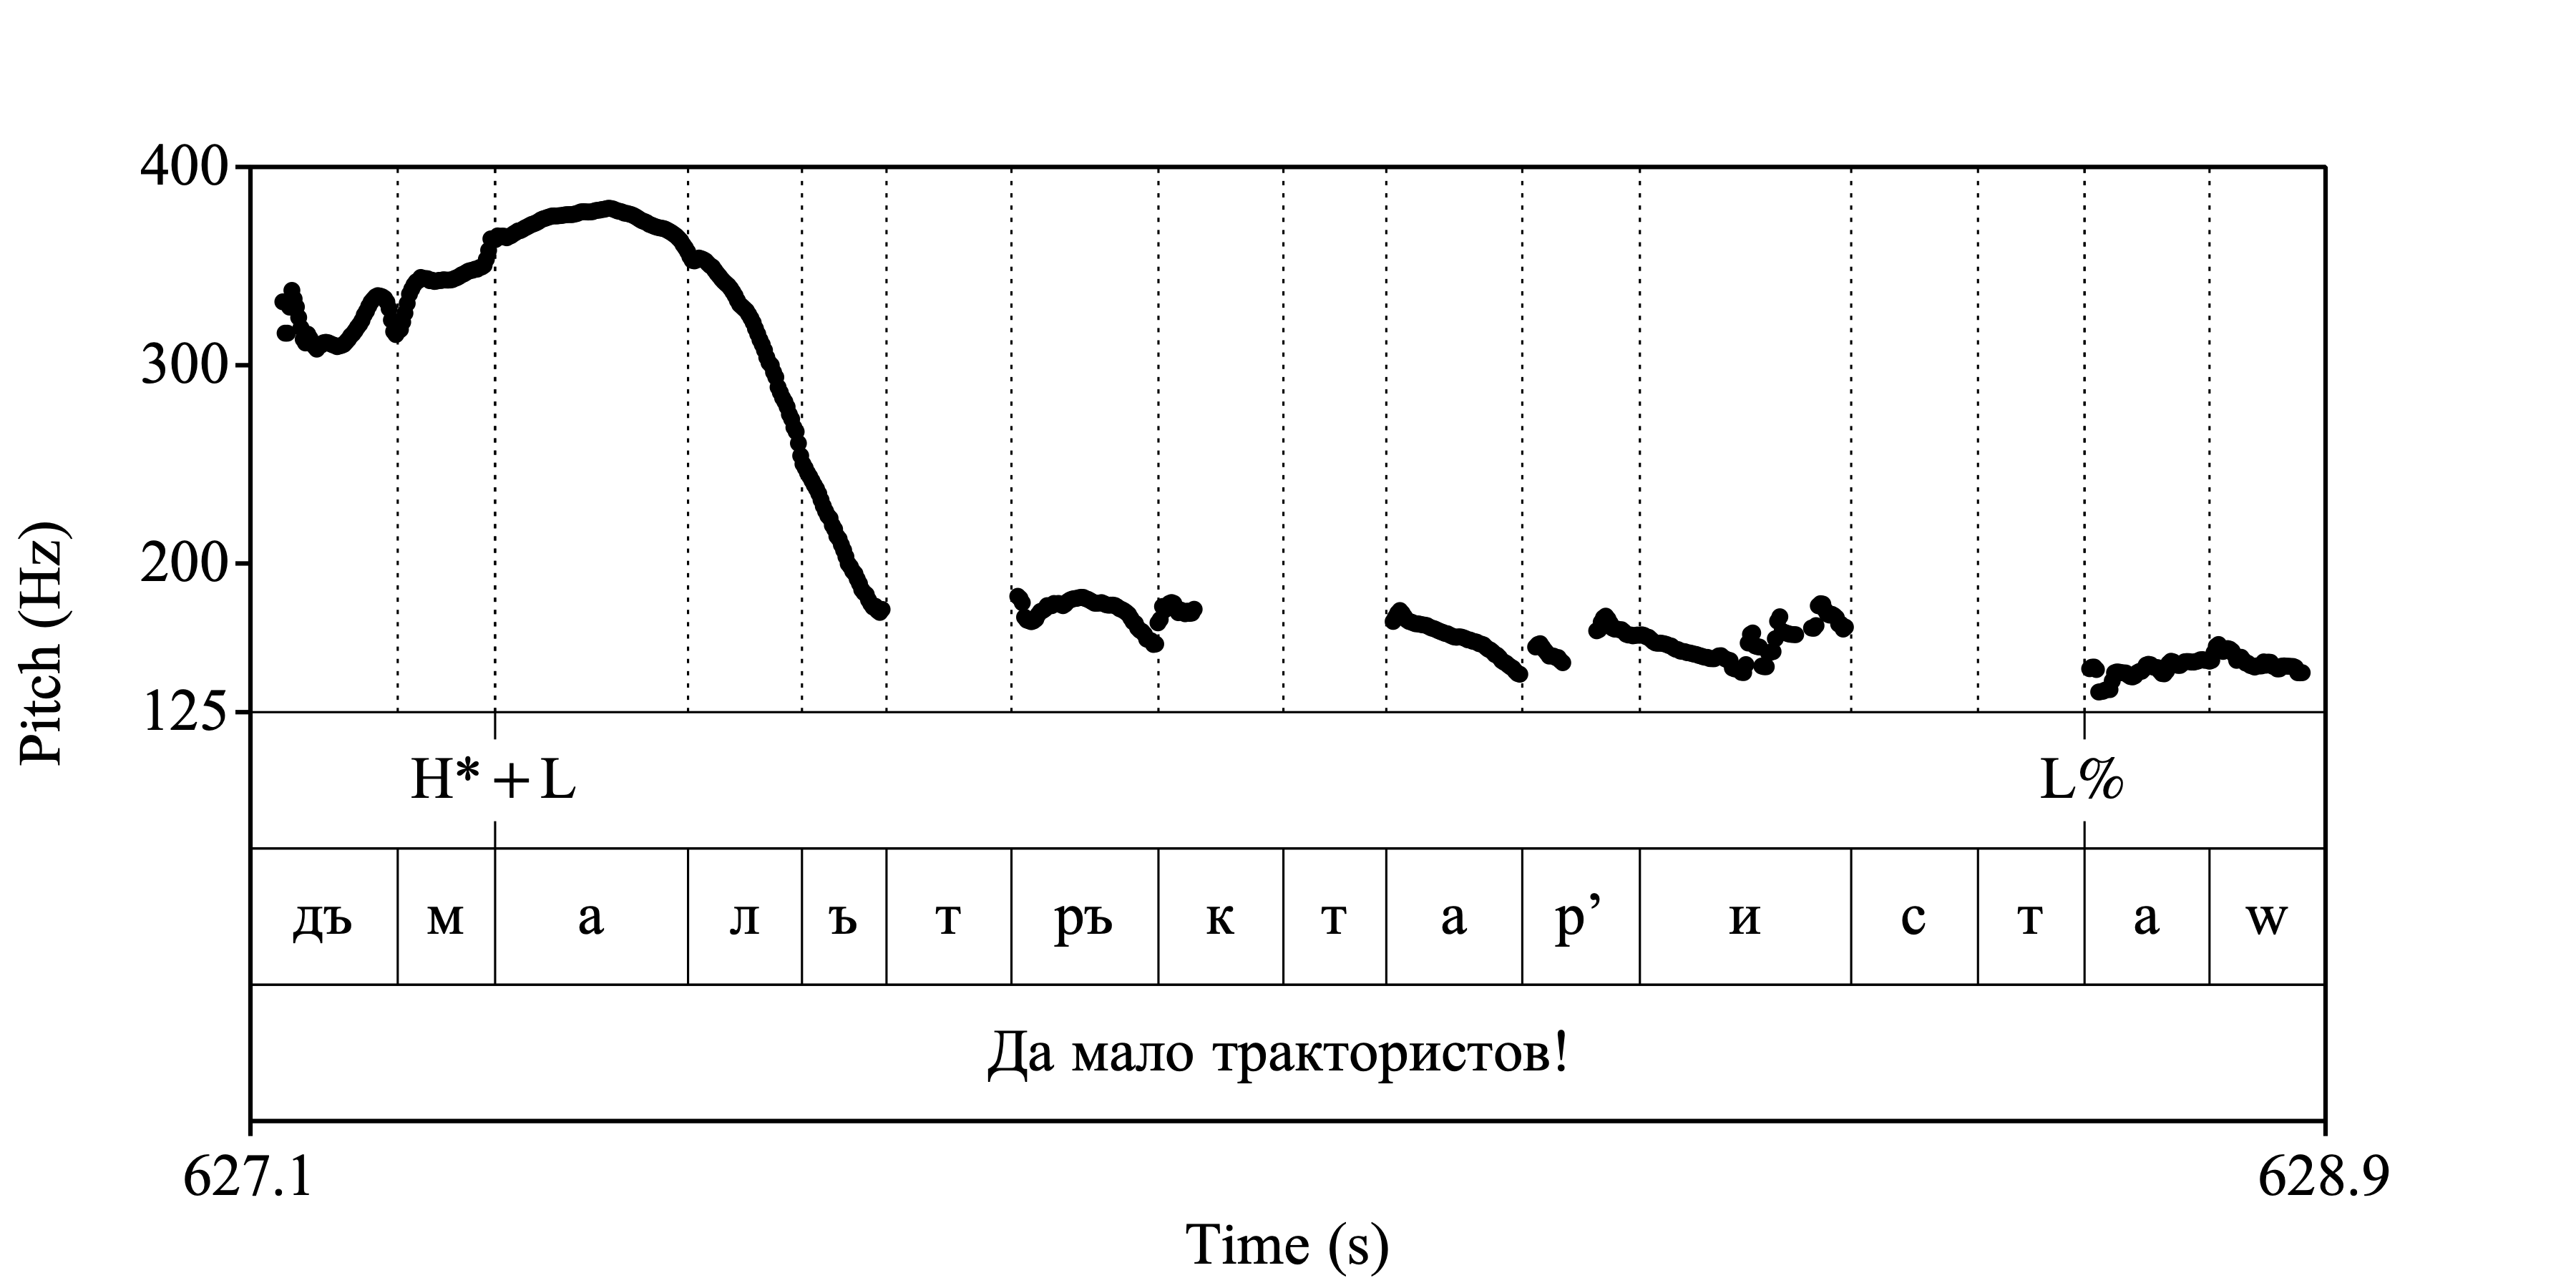 400
300
200
125
Pitch (Hz)
H* + L L%
дъ м а л ъ т ръ к т а р’ и с т а w
Да мало трактористов!
627.1 628.9
Time (s)